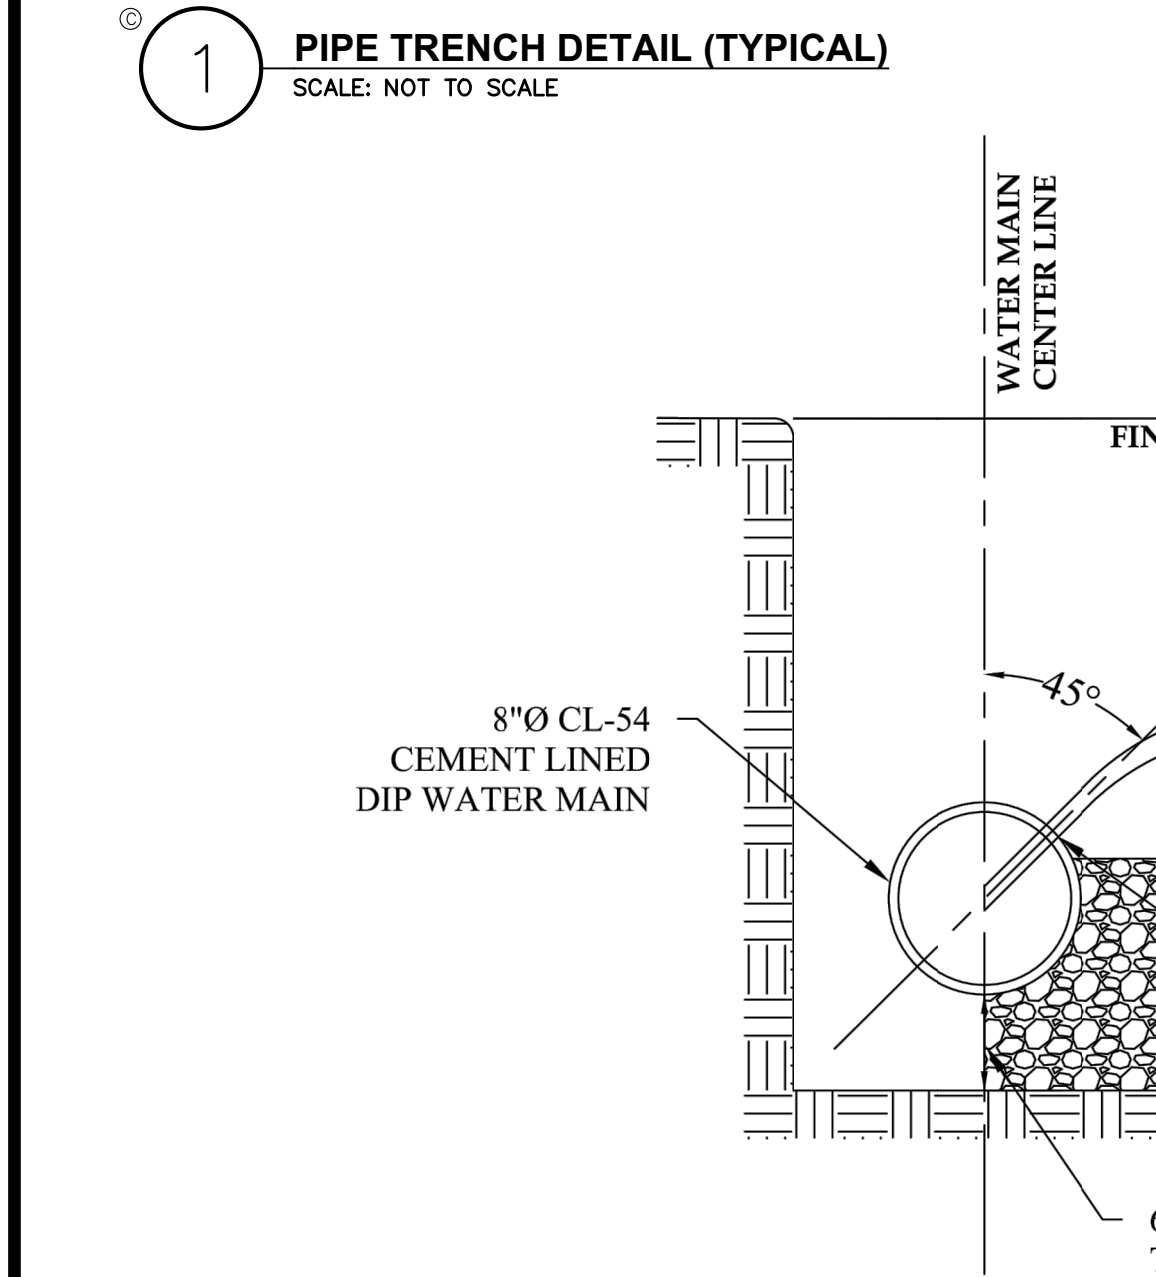 ©
1
PIPE TRENCH DETAIL (TYPICAL)
SCALE: NOT TO SCALE
WATER MAIN
CENTER LINE
45°
8"Ø CL-54
CEMENT LINED
DIP WATER MAIN